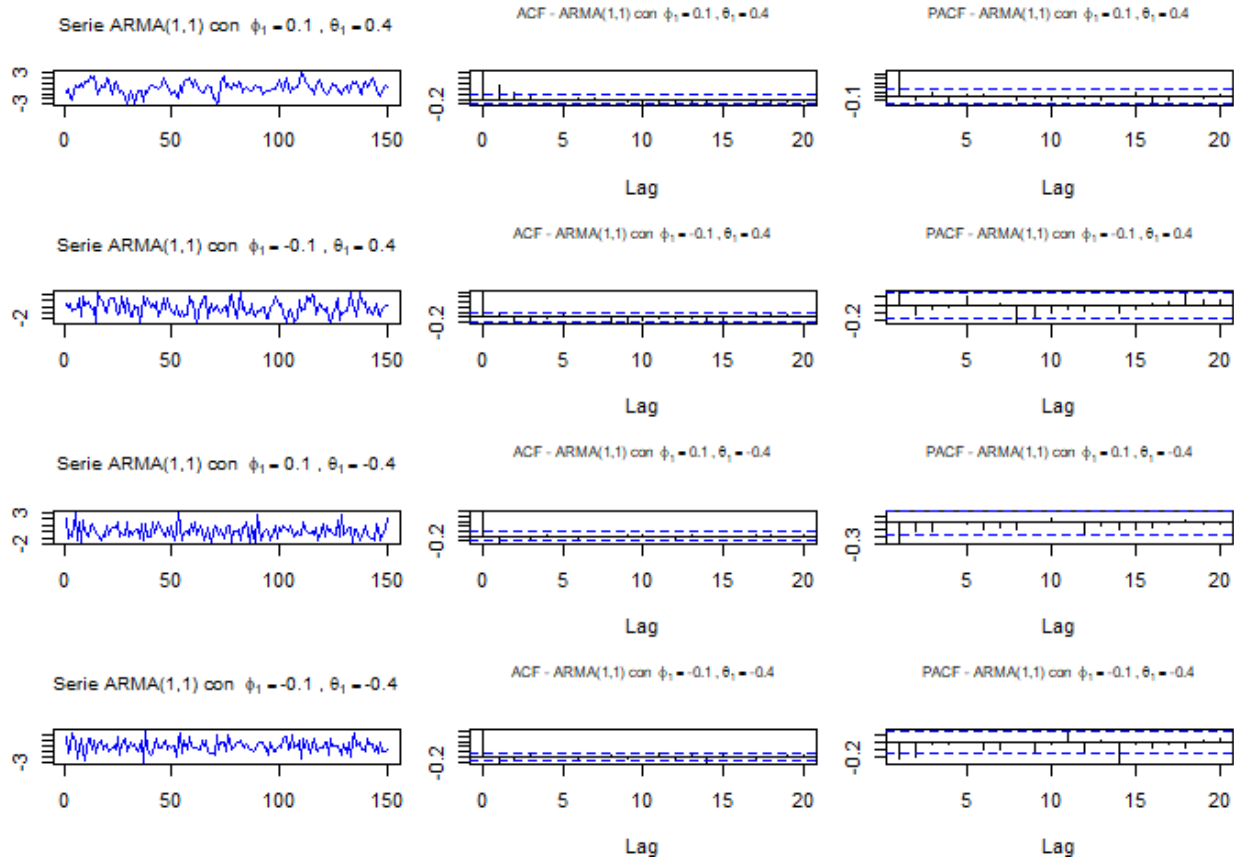 Serie ARMA(1,1) con ϕ₁ = 0.1 , θ₁ = 0.4
3
-3
0 50 100 150
ACF - ARMA(1,1) con ϕ₁ = 0.1 , θ₁ = 0.4
-0.2
0 5 10 15 20
Lag
PACF - ARMA(1,1) con ϕ₁ = 0.1 , θ₁ = 0.4
-0.1
5 10 15 20
Lag
Serie ARMA(1,1) con ϕ₁ = -0.1 , θ₁ = 0.4
-2
0 50 100 150
ACF - ARMA(1,1) con ϕ₁ = -0.1 , θ₁ = 0.4
-0.2
0 5 10 15 20
Lag
PACF - ARMA(1,1) con ϕ₁ = -0.1 , θ₁ = 0.4
-0.2
5 10 15 20
Lag
Serie ARMA(1,1) con ϕ₁ = 0.1 , θ₁ = -0.4
3
-2
0 50 100 150
ACF - ARMA(1,1) con ϕ₁ = 0.1 , θ₁ = -0.4
-0.2
0 5 10 15 20
Lag
PACF - ARMA(1,1) con ϕ₁ = 0.1 , θ₁ = -0.4
-0.3
5 10 15 20
Lag
Serie ARMA(1,1) con ϕ₁ = -0.1 , θ₁ = -0.4
-3
0 50 100 150
ACF - ARMA(1,1) con ϕ₁ = -0.1 , θ₁ = -0.4
-0.2
0 5 10 15 20
Lag
PACF - ARMA(1,1) con ϕ₁ = -0.1 , θ₁ = -0.4
-0.2
5 10 15 20
Lag